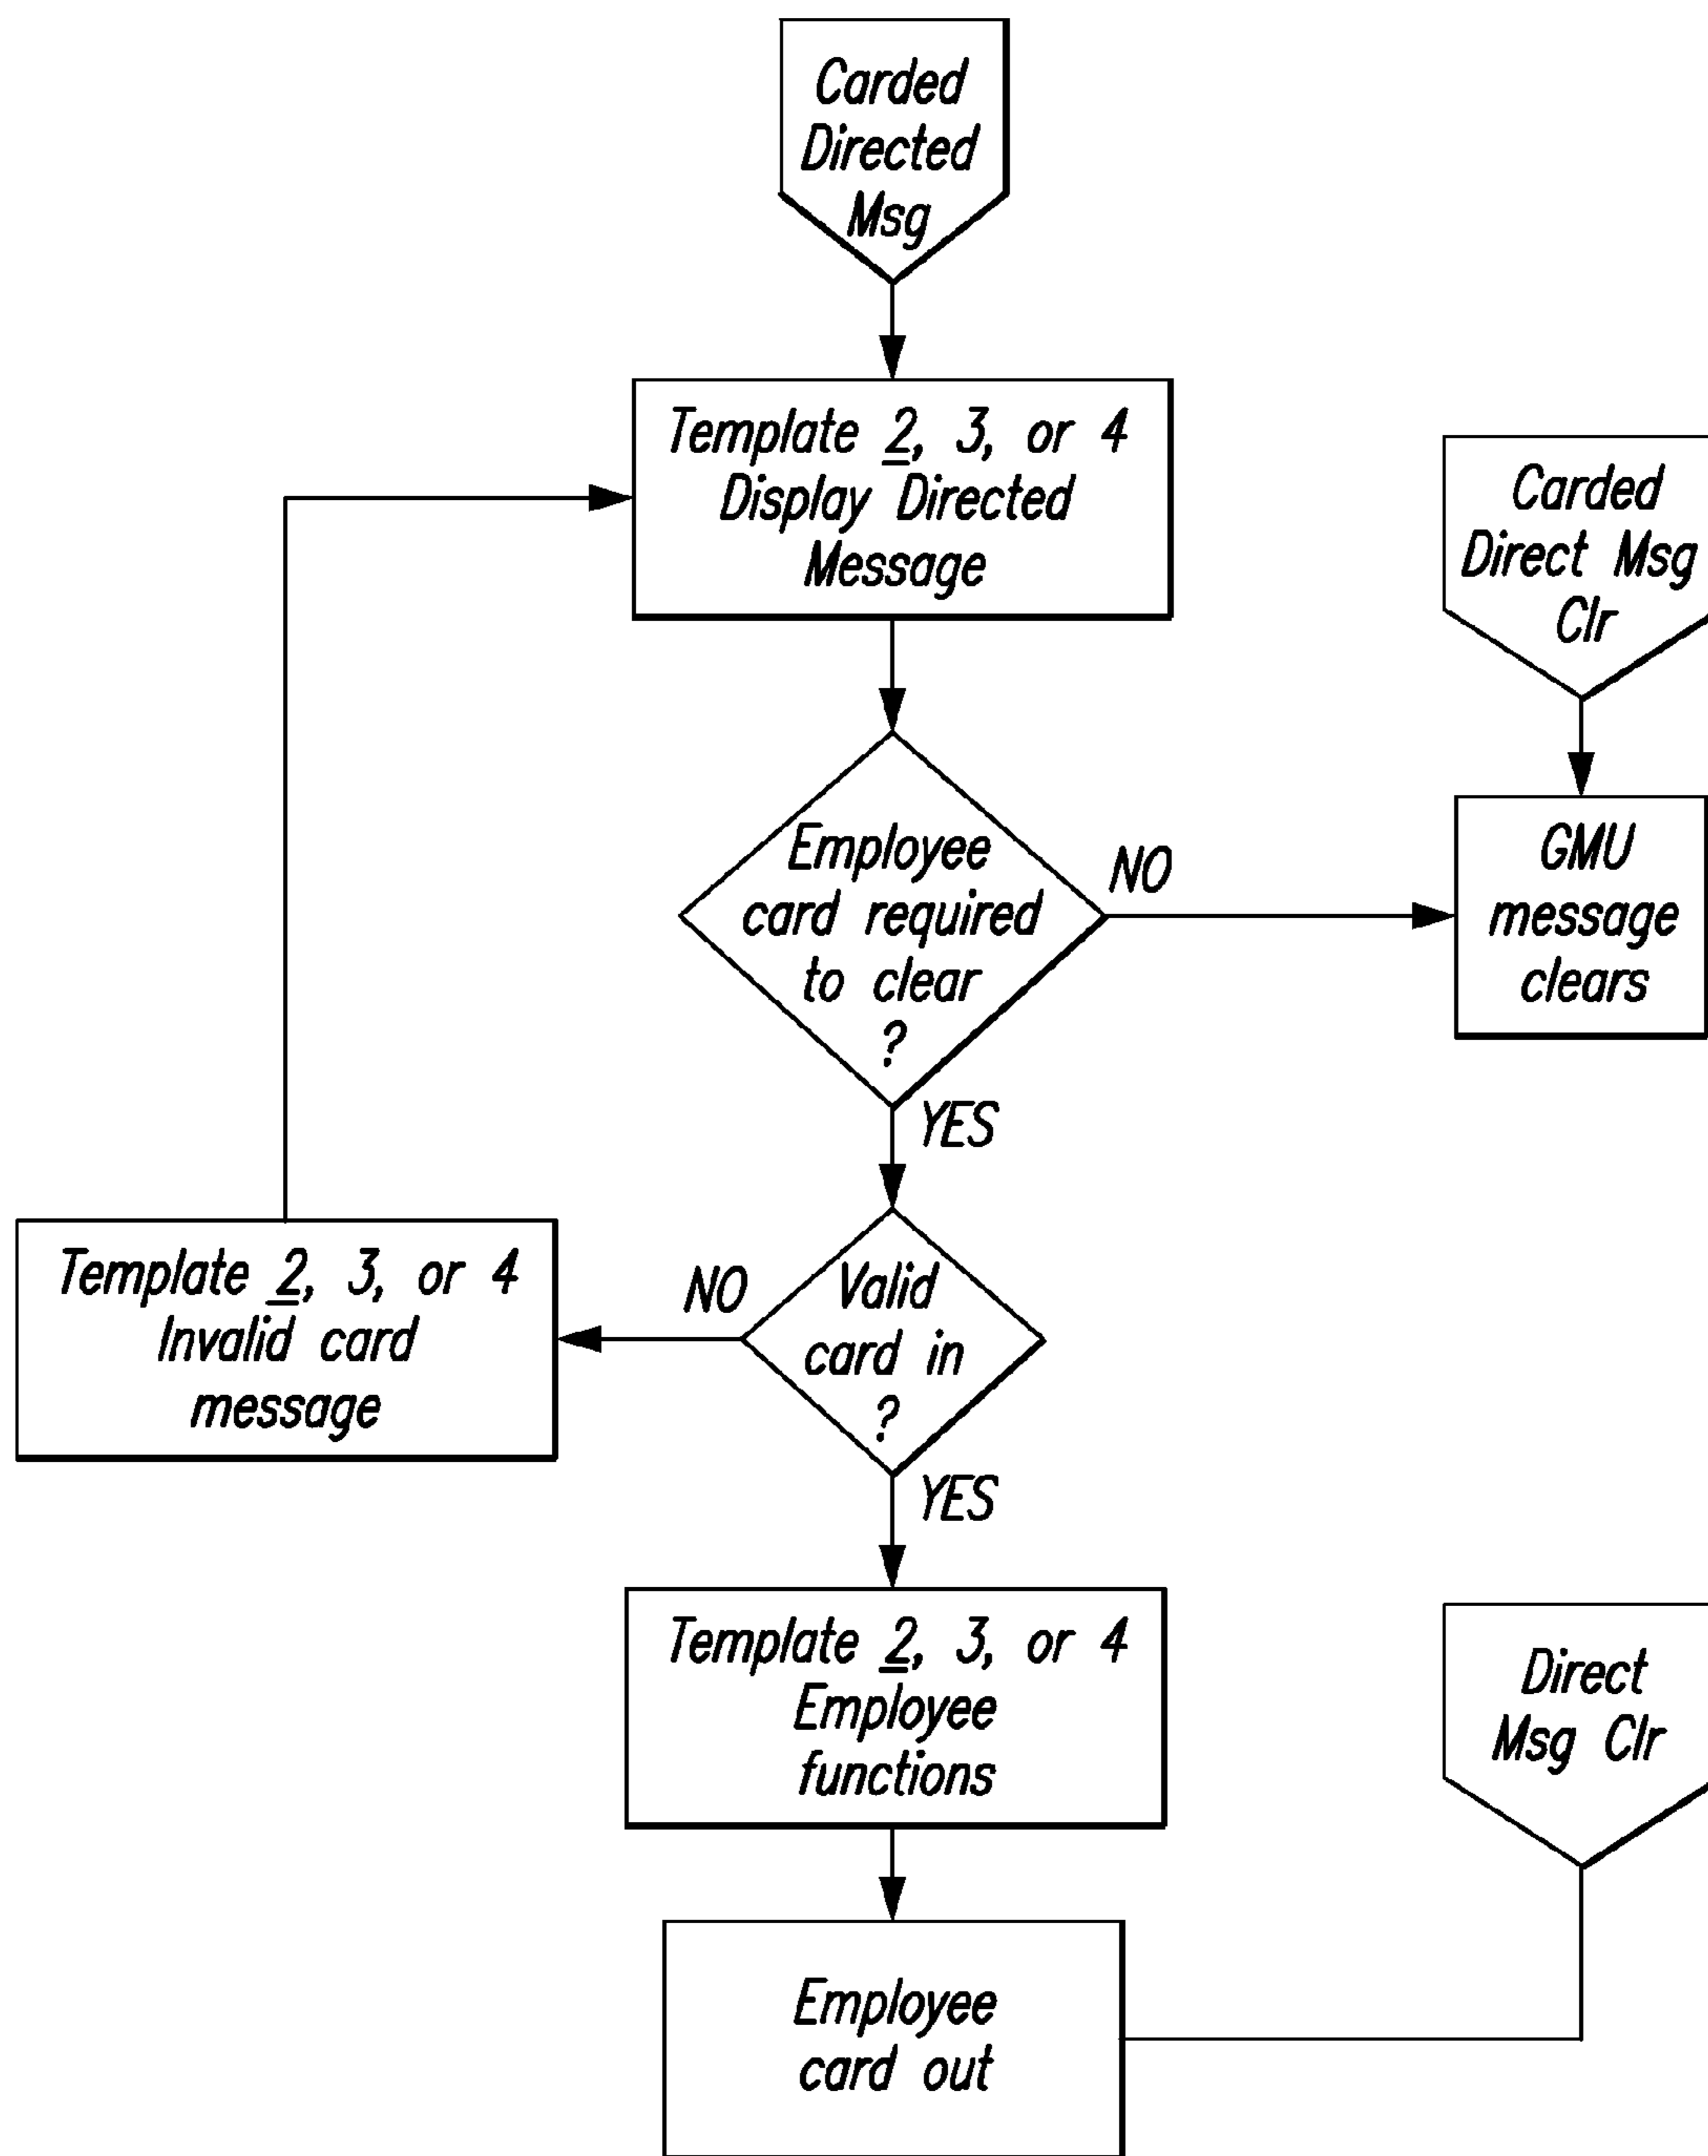 Carded
Directed
Msg
Template 2, 3, or 4
Display Directed
Message
Carded
Direct Msg
Clr
Employee
card required
to clear
?
NO
GMU
message
clears
YES
Template 2, 3, or 4
Invalid card
message
NO
Valid
card in
?
YES
Template 2, 3, or 4
Employee
functions
Direct
Msg Clr
Employee
card out